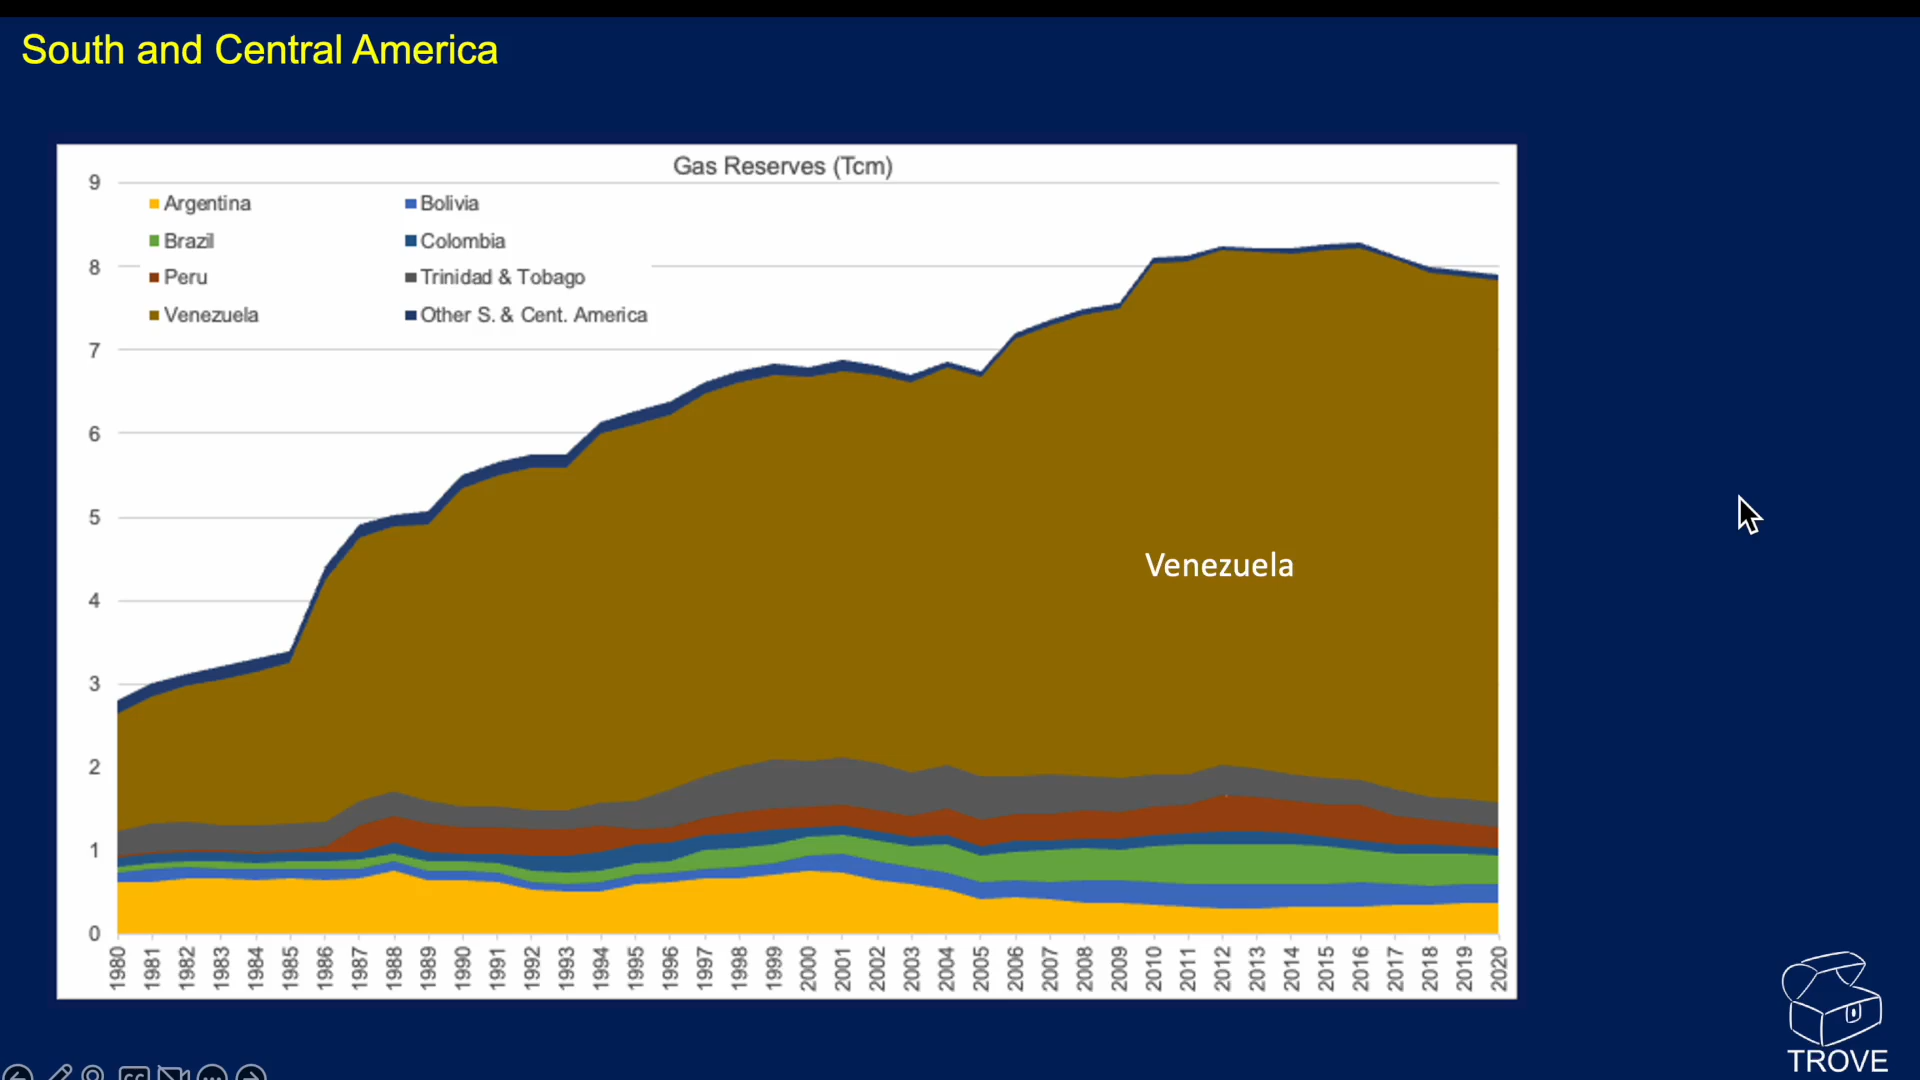 South and Central America
Gas Reserves (Tcm)
9
8
7
6
5
4
3
2
1
0
Argentina
Bolivia
Brazil
Colombia
Peru
Trinidad & Tobago
Venezuela
Other S. & Cent. America
Venezuela
1980 1981 1982 1983 1984 1985 1986 1987 1988 1989 1990 1991 1992 1993 1994 1995 1996 1997 1998 1999 2000 2001 2002 2003 2004 2005 2006 2007 2008 2009 2010 2011 2012 2013 2014 2015 2016 2017 2018 2019 2020
TROVE